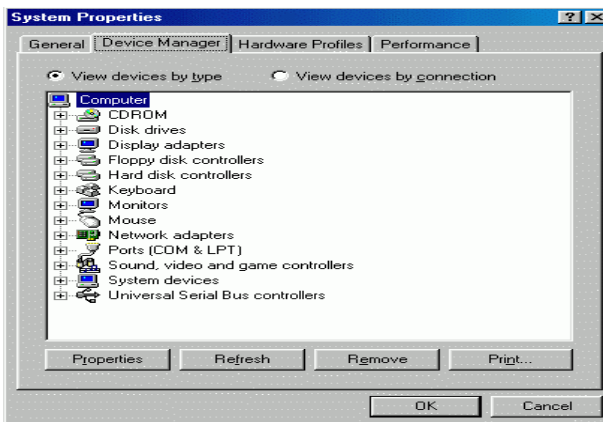 System Properties
General Device Manager Hardware Profiles Performance
View devices by type View devices by connection
Computer
CDROM
Disk drives
Display adapters
Floppy disk controllers
Hard disk controllers
Keyboard
Monitors
Mouse
Network adapters
Ports (COM & LPT)
Sound, video and game controllers
System devices
Universal Serial Bus controllers
Properties Refresh Remove Print...
OK Cancel